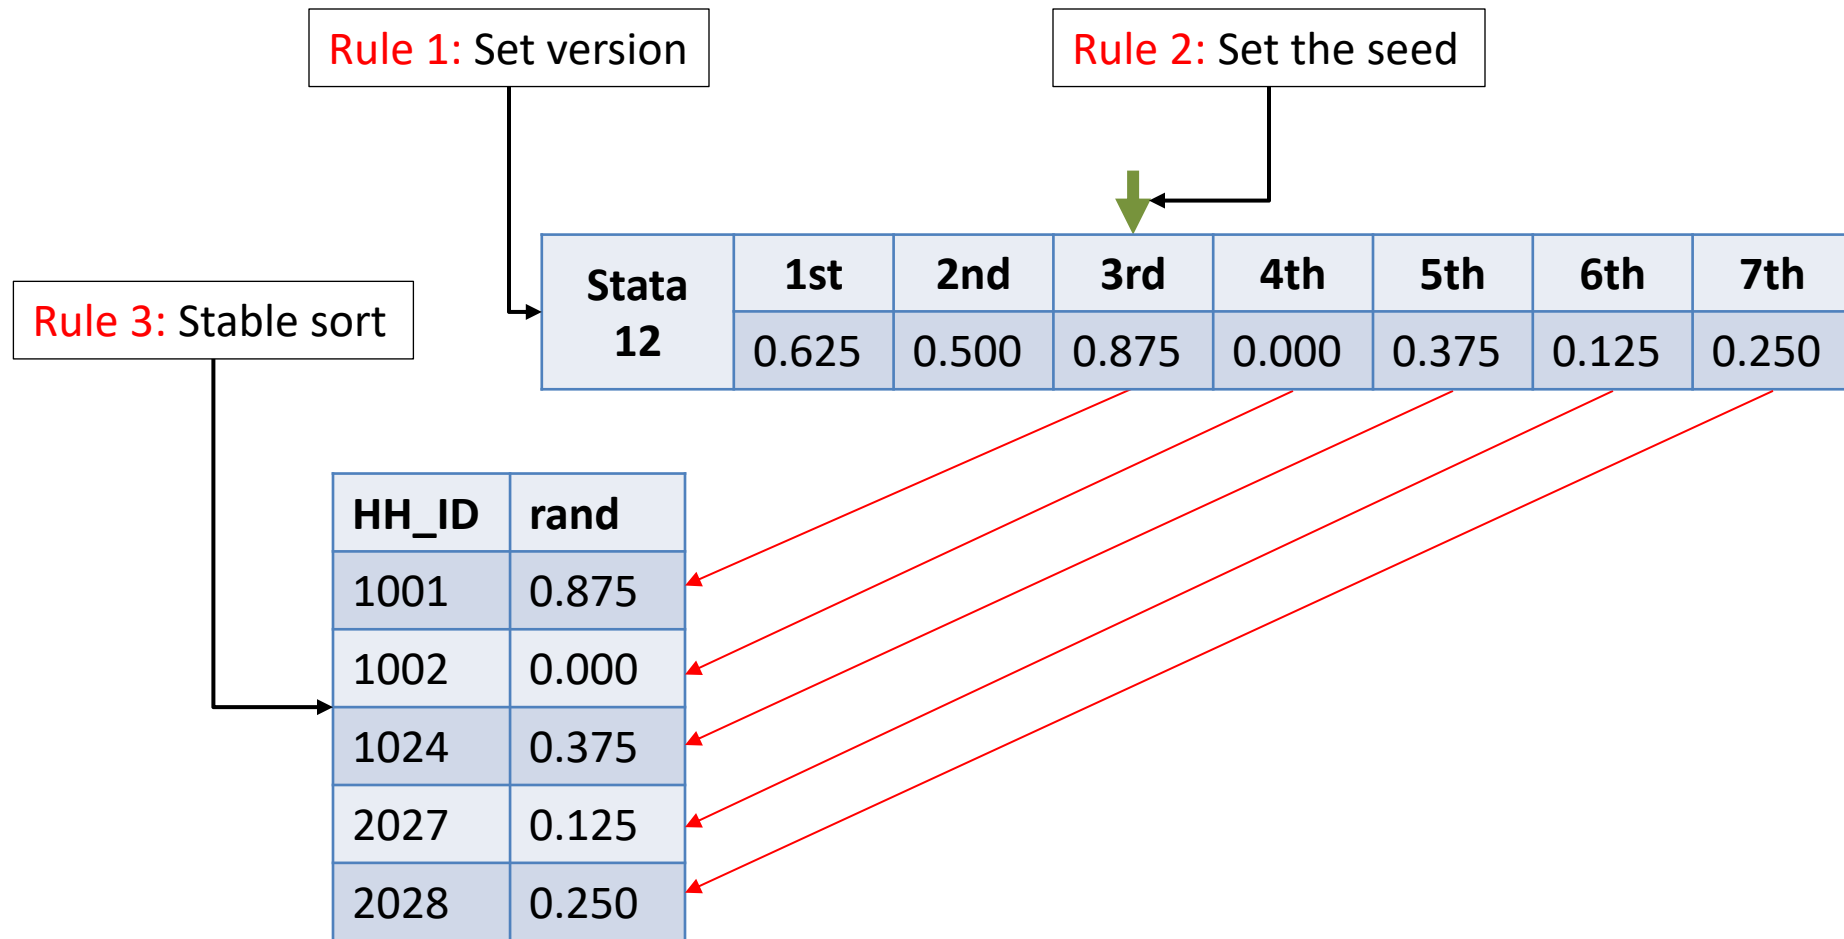 Rule 1: Set version
Rule 2: Set the seed
Rule 3: Stable sort
Stata 12
1st 2nd 3rd 4th 5th 6th 7th
0.625 0.500 0.875 0.000 0.375 0.125 0.250
HH_ID rand
1001 0.875
1002 0.000
1024 0.375
2027 0.125
2028 0.250